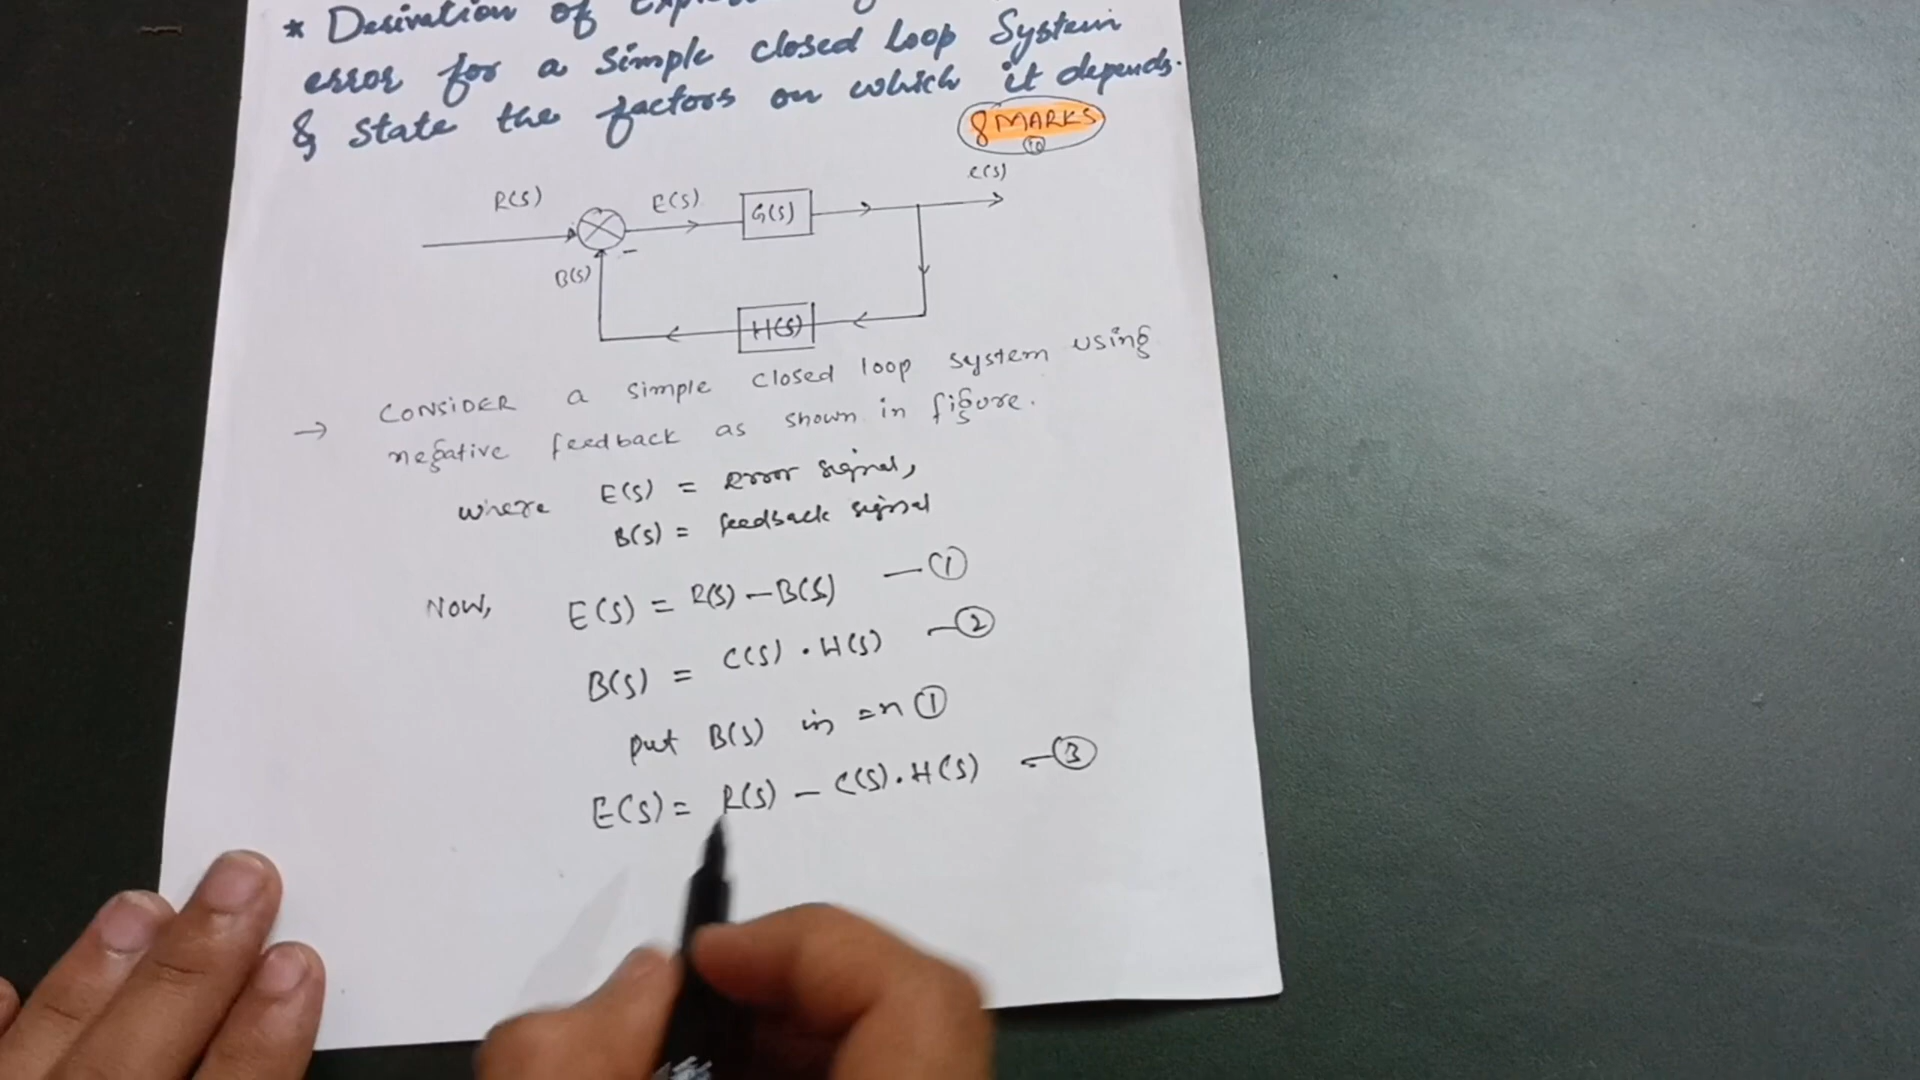 * Derivation of
error for a simple closed loop System
& state the factors on which it depends.
8 MARKS
10
R(S)
E(S)
G(S)
C(S)
B(S)
-
H(S)
→ CONSIDER a simple closed loop system using
negative feedback as shown in figure.
where E(S) = Error signal,
B(S) = feedback signal
Now, E(S) = R(S) - B(S) — ①
B(S) = C(S) . H(S) — ②
put B(S) in =n ①
E(S) = R(S) - C(S) . H(S) — ③